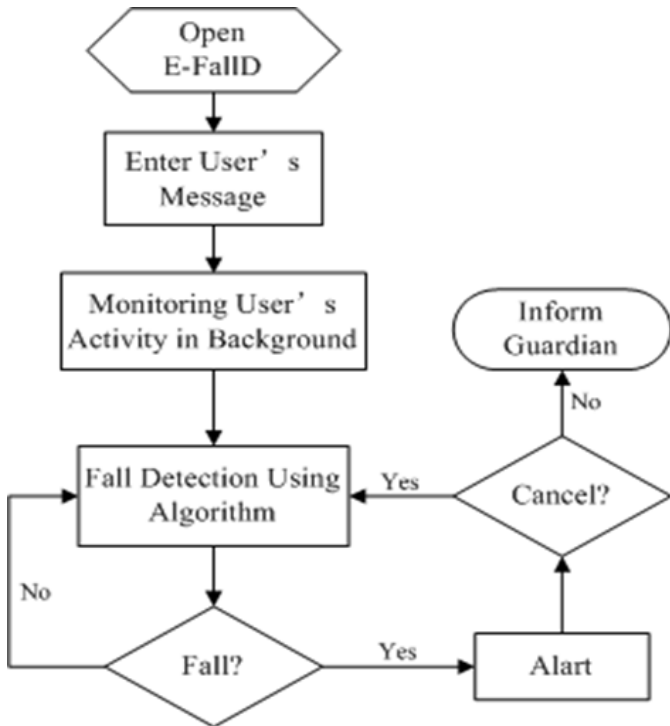 Open
E-FallD
Enter User’s
Message
Monitoring User’s
Activity in Background
Inform
Guardian
No
Fall Detection Using
Algorithm
Yes
Cancel?
No
Fall?
Yes
Alart